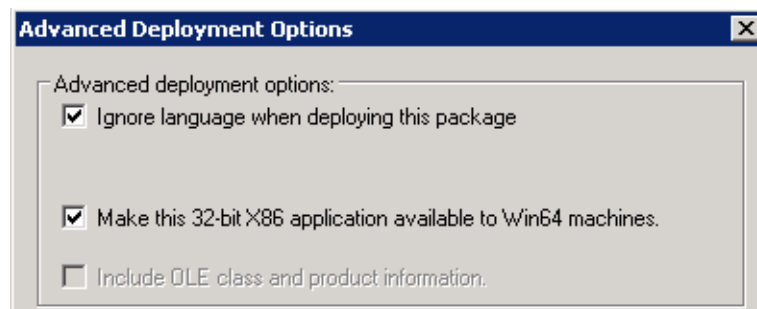 Advanced Deployment Options
Advanced deployment options:
Ignore language when deploying this package
Make this 32-bit X86 application available to Win64 machines.
Include OLE class and product information.